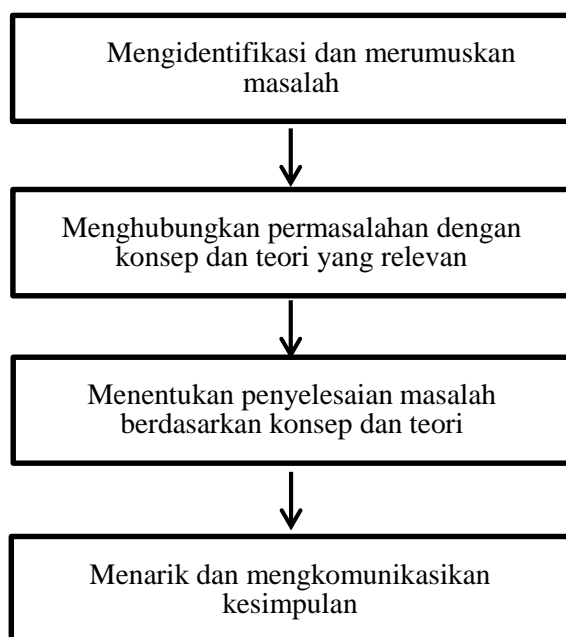 Mengidentifikasi dan merumuskan
masalah
Menghubungkan permasalahan dengan
konsep dan teori yang relevan
Menentukan penyelesaian masalah
berdasarkan konsep dan teori
Menarik dan mengkomunikasikan
kesimpulan